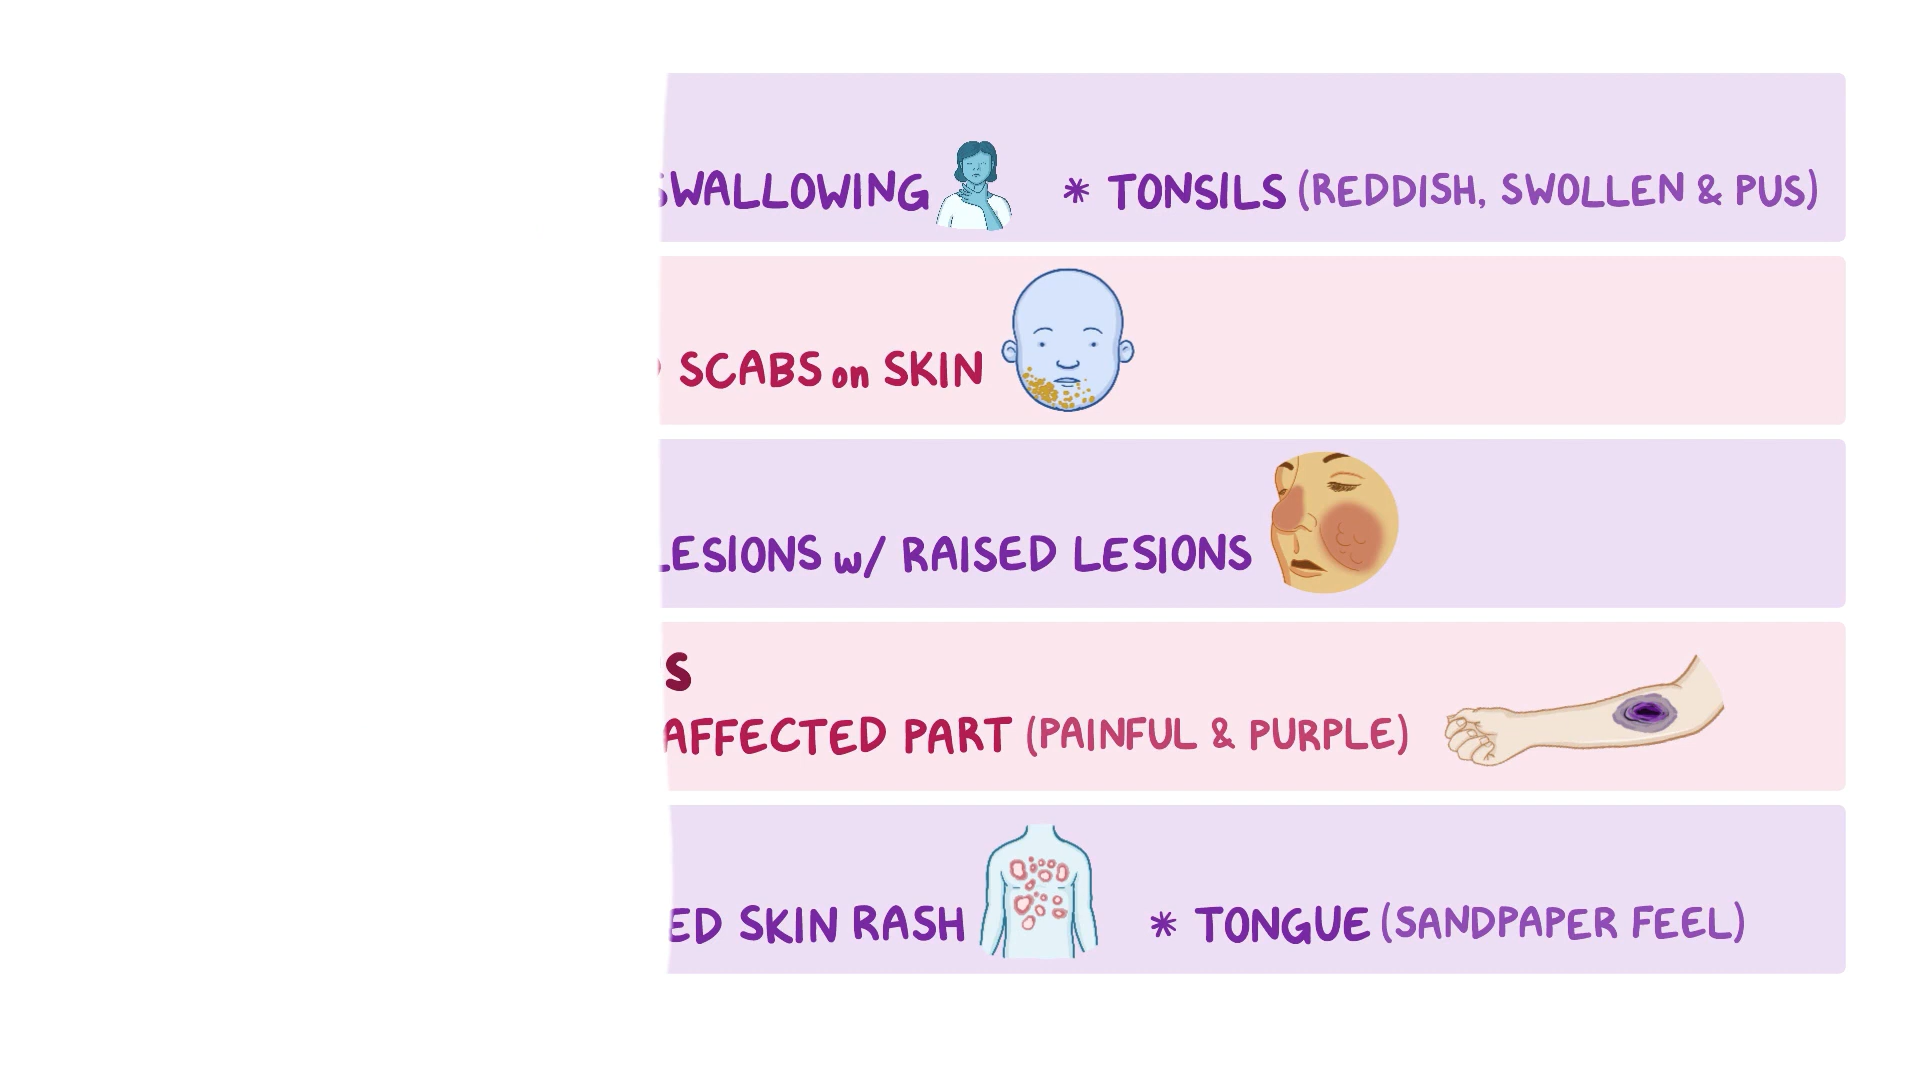 SWALLOWING * TONSILS (REDDISH, SWOLLEN & PUS)
SCABS on SKIN
LESIONS w/ RAISED LESIONS
S
AFFECTED PART (PAINFUL & PURPLE)
ED SKIN RASH * TONGUE (SANDPAPER FEEL)